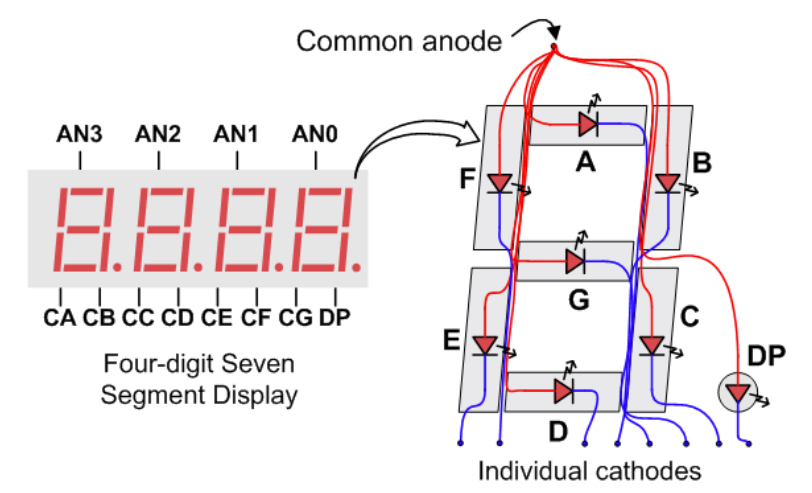 Common anode
AN3 AN2 AN1 AN0
CA CB CC CD CE CF CG DP
Four-digit Seven
Segment Display
A
F
B
G
E
C
D
DP
Individual cathodes